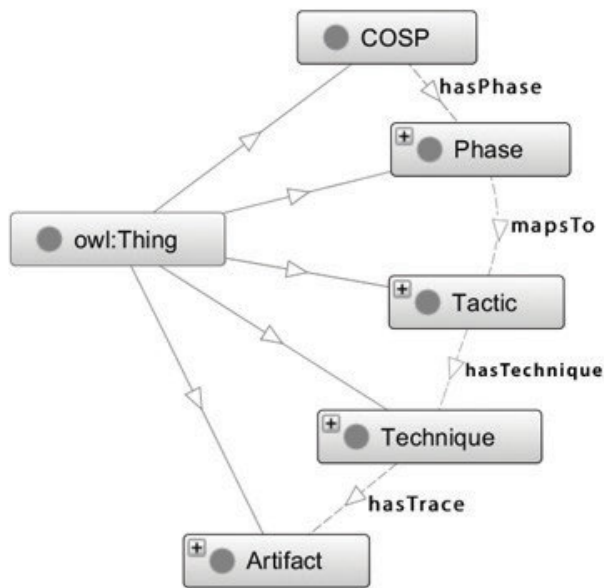 COSP
hasPhase
Phase
owl:Thing
mapsTo
Tactic
hasTechnique
Technique
hasTrace
Artifact